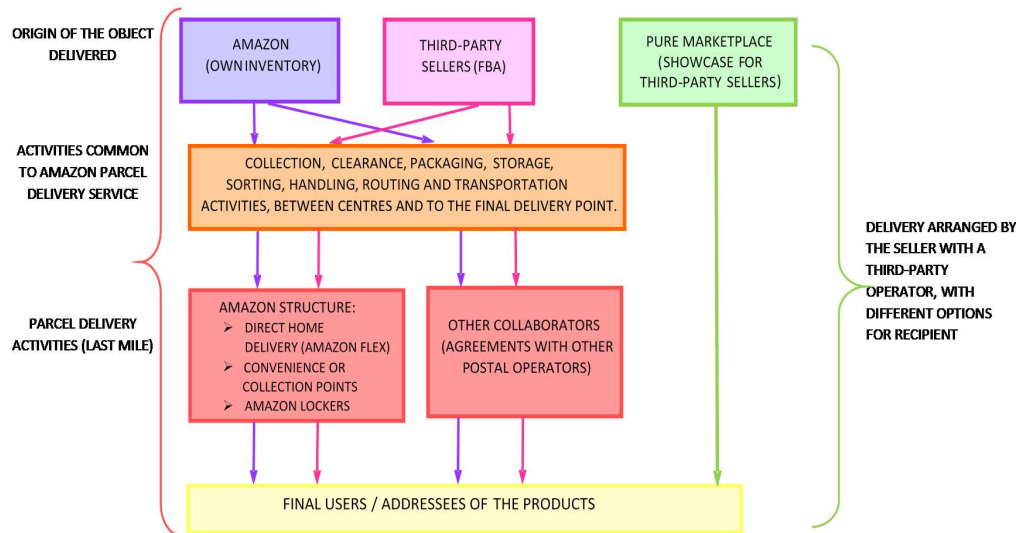 ORIGIN OF THE OBJECT
DELIVERED
AMAZON
(OWN INVENTORY)
THIRD-PARTY
SELLERS (FBA)
PURE MARKETPLACE
(SHOWCASE FOR
THIRD-PARTY SELLERS)
ACTIVITIES COMMON
TO AMAZON PARCEL
DELIVERY SERVICE
COLLECTION, CLEARANCE, PACKAGING, STORAGE,
SORTING, HANDLING, ROUTING AND TRANSPORTATION
ACTIVITIES, BETWEEN CENTRES AND TO THE FINAL DELIVERY POINT.
DELIVERY ARRANGED BY
THE SELLER WITH A
THIRD-PARTY
OPERATOR, WITH
DIFFERENT OPTIONS
FOR RECIPIENT
PARCEL DELIVERY
ACTIVITIES (LAST MILE)
AMAZON STRUCTURE:
➢ DIRECT HOME
DELIVERY (AMAZON FLEX)
➢ CONVENIENCE OR
COLLECTION POINTS
➢ AMAZON LOCKERS
OTHER COLLABORATORS
(AGREEMENTS WITH OTHER
POSTAL OPERATORS)
FINAL USERS / ADDRESSEES OF THE PRODUCTS